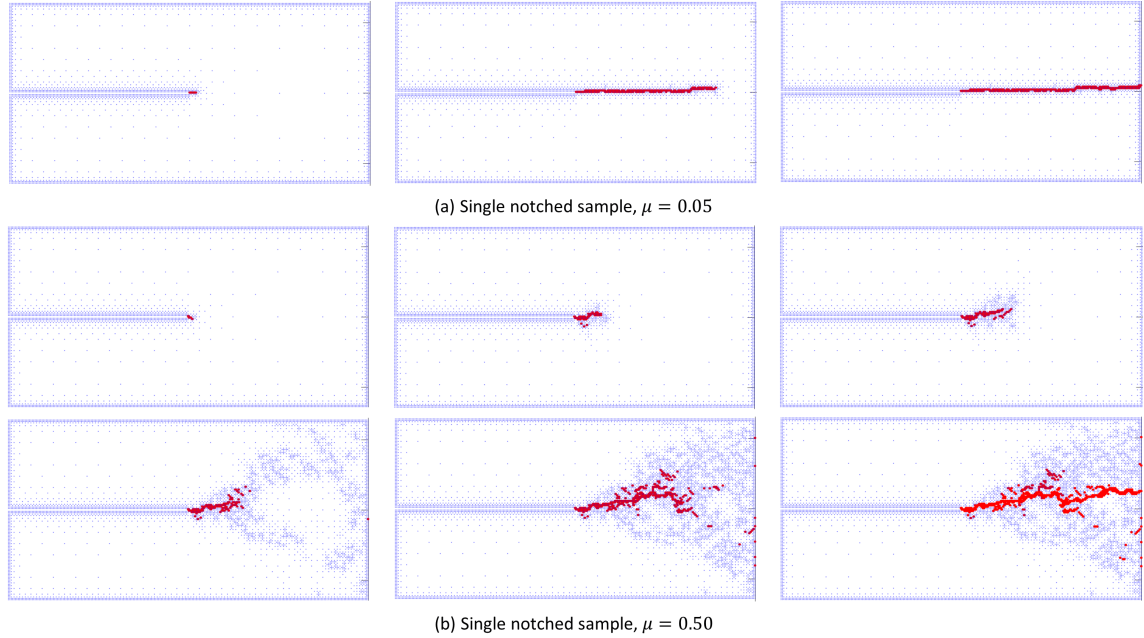 (a) Single notched sample, μ = 0.05
(b) Single notched sample, μ = 0.50